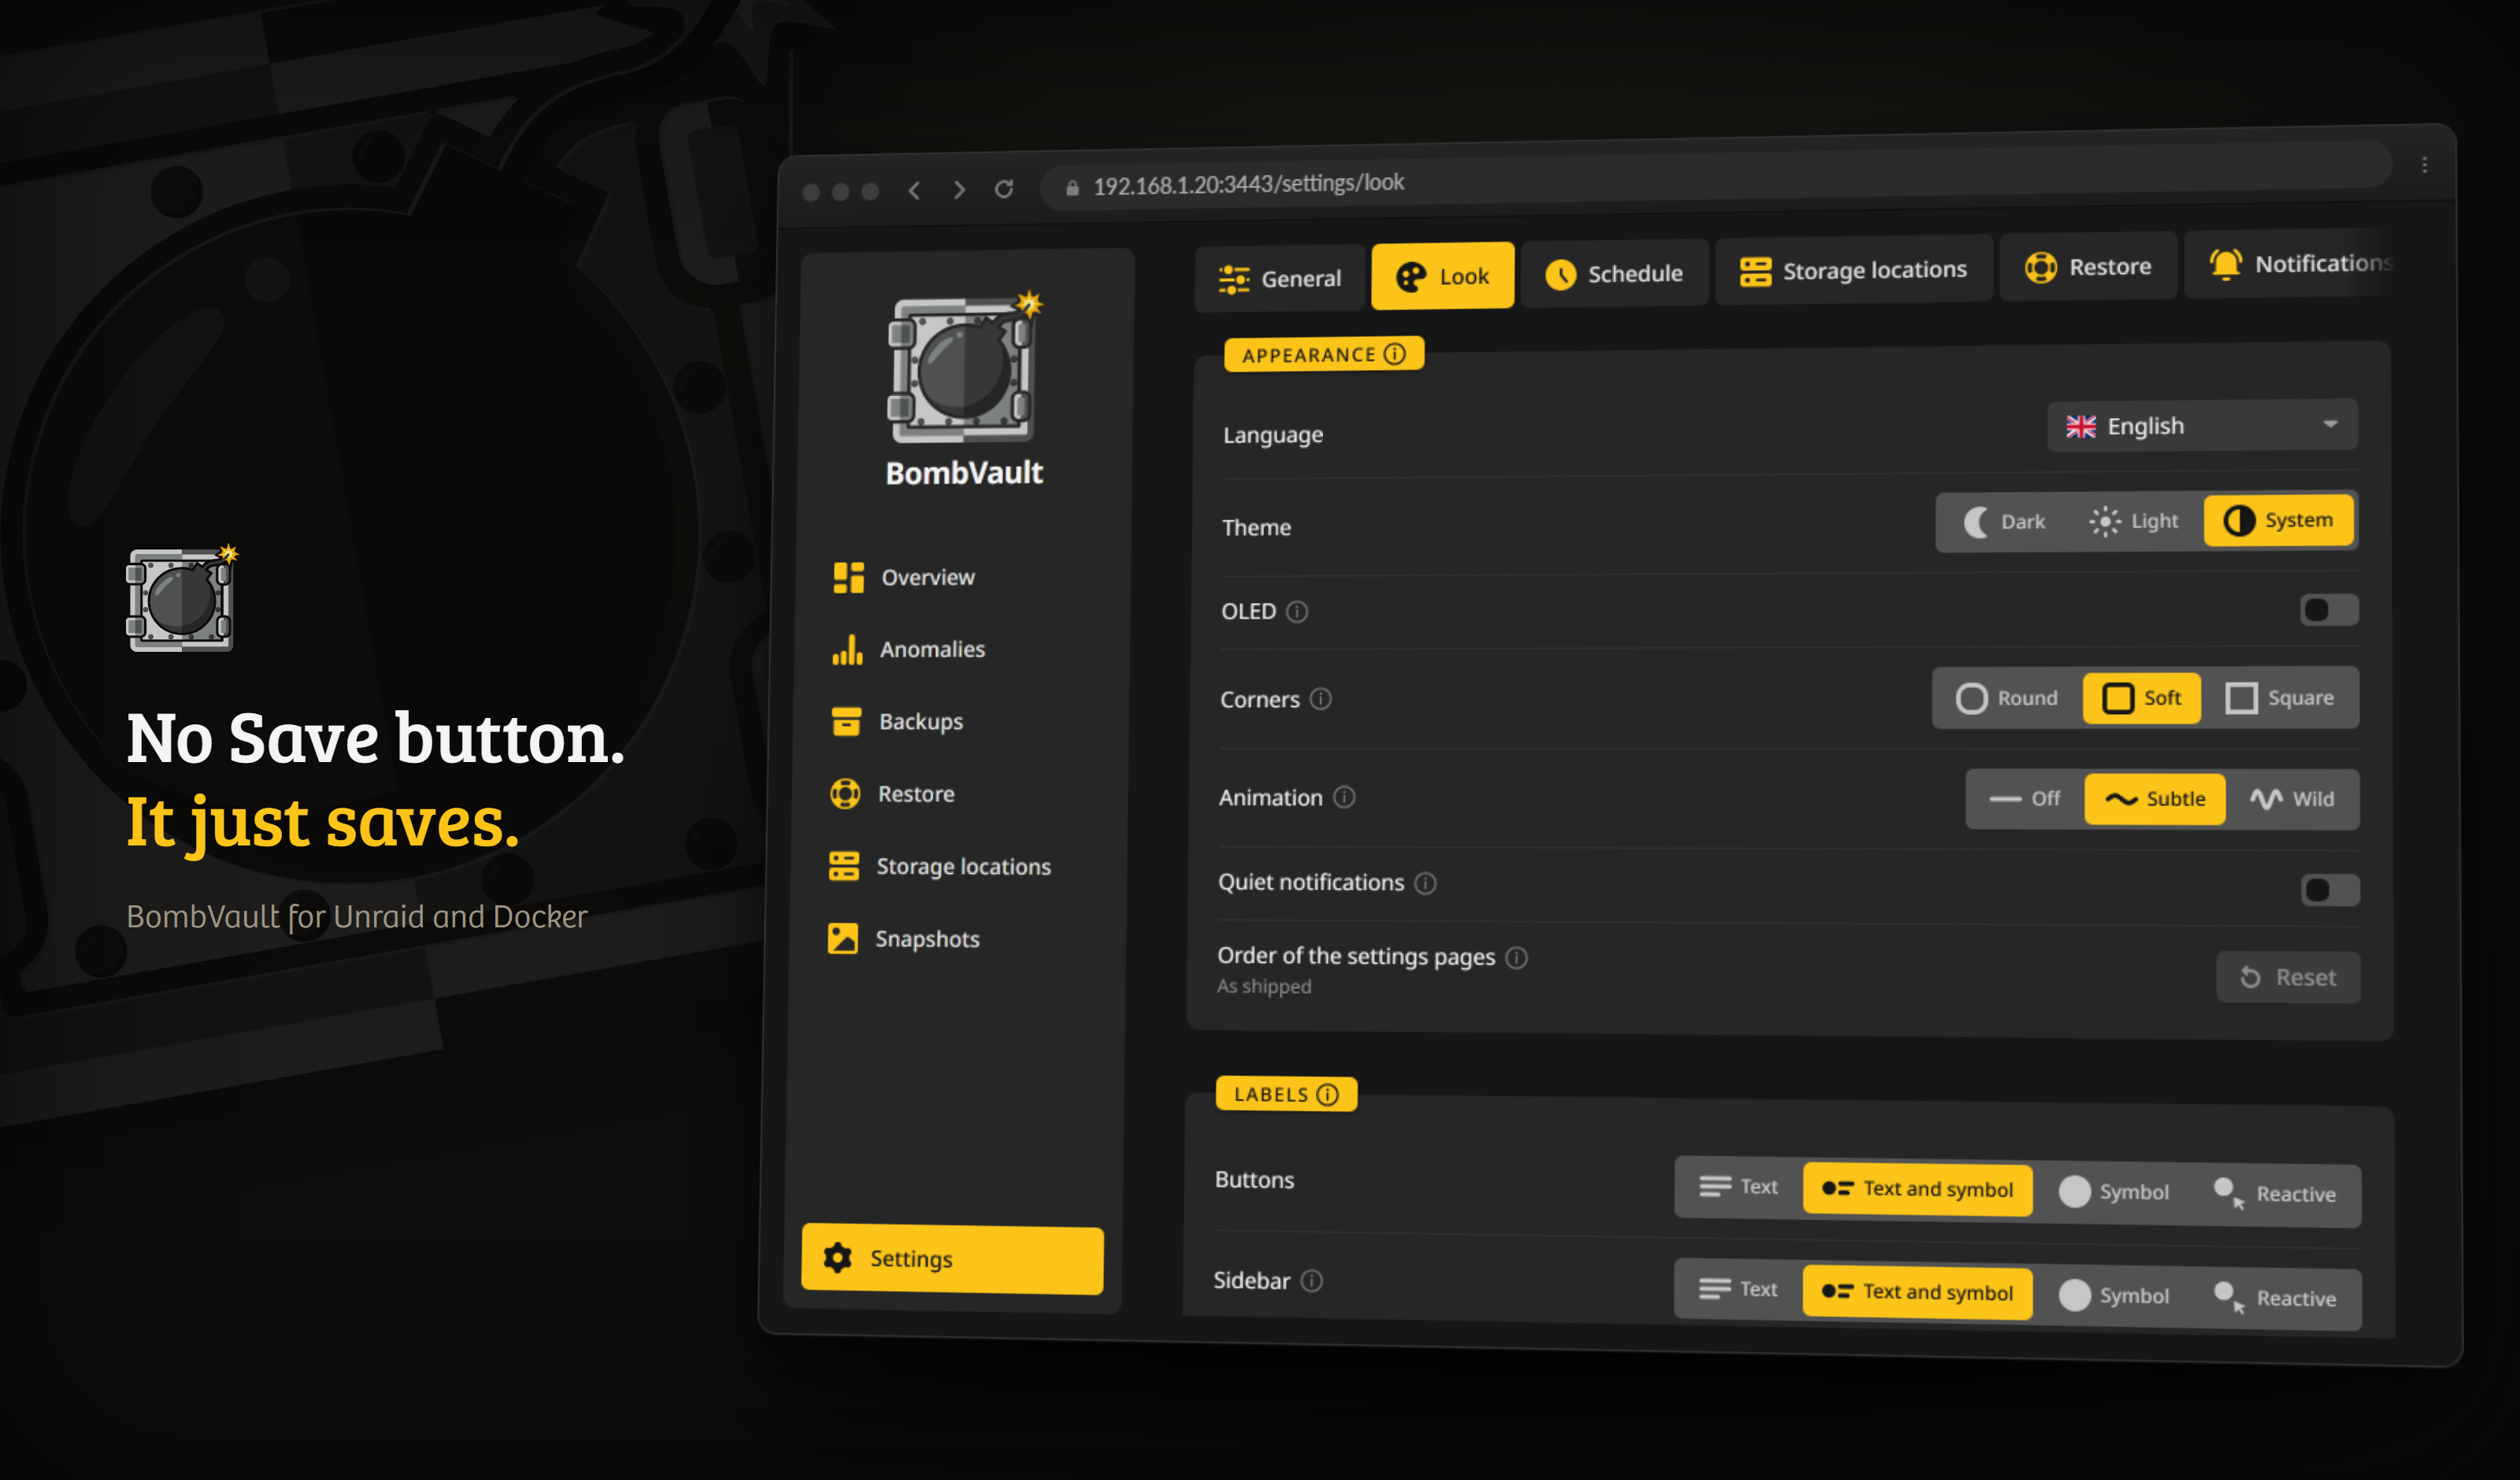 No Save button.
It just saves.
BombVault for Unraid and Docker
192.168.1.20:3443/settings/look
BombVault
Overview
Anomalies
Backups
Restore
Storage locations
Snapshots
Settings
General
Look
Schedule
Storage locations
Restore
Notifications
APPEARANCE
Language
English
Theme
Dark
Light
System
OLED
Corners
Round
Soft
Square
Animation
Off
Subtle
Wild
Quiet notifications
Order of the settings pages
As shipped
Reset
LABELS
Buttons
Text
Text and symbol
Symbol
Reactive
Sidebar
Text
Text and symbol
Symbol
Reactive